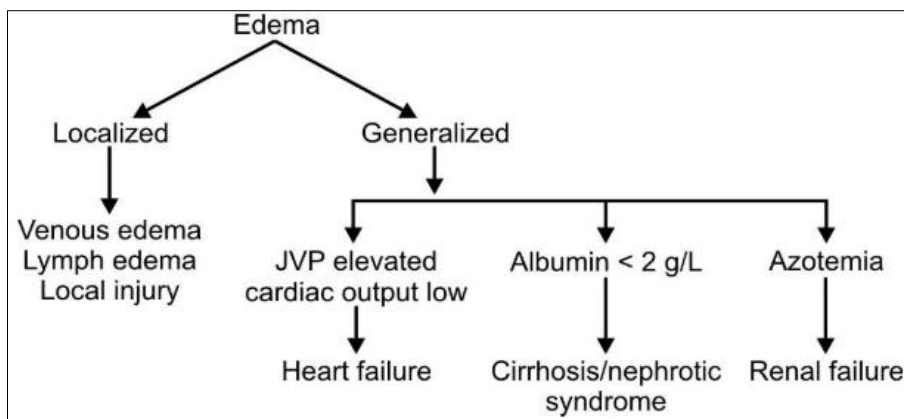 Edema
Localized
Generalized
Venous edema
Lymph edema
Local injury
JVP elevated
cardiac output low
Albumin < 2 g/L
Azotemia
Heart failure
Cirrhosis/nephrotic
syndrome
Renal failure